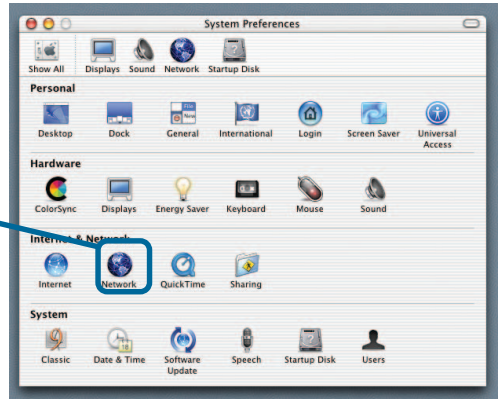 System Preferences
Show All Displays Sound Network Startup Disk
Personal
Desktop Dock General International Login Screen Saver Universal Access
Hardware
ColorSync Displays Energy Saver Keyboard Mouse Sound
Internet & Network
Internet Network QuickTime Sharing
System
Classic Date & Time Software Update Speech Startup Disk Users